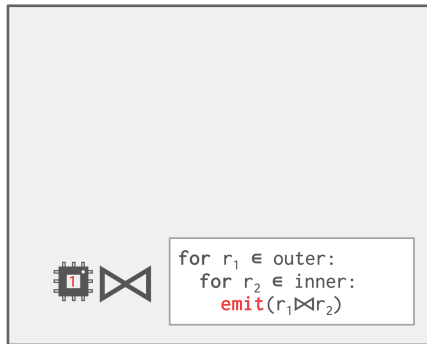 1
for r₁ ∈ outer:
for r₂ ∈ inner:
emit(r₁⨝r₂)